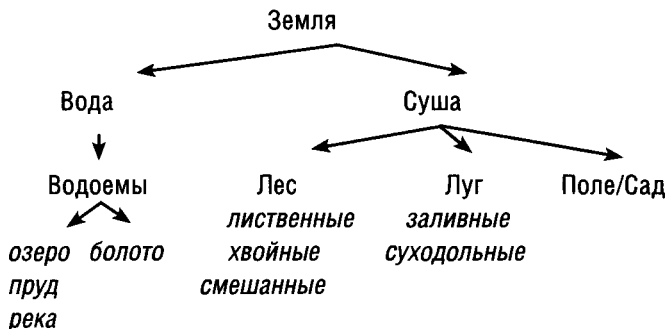 Земля
Вода Суша
Водоемы Лес Луг Поле/Сад
лиственные заливные
озеро болото хвойные суходольные
пруд смешанные
река